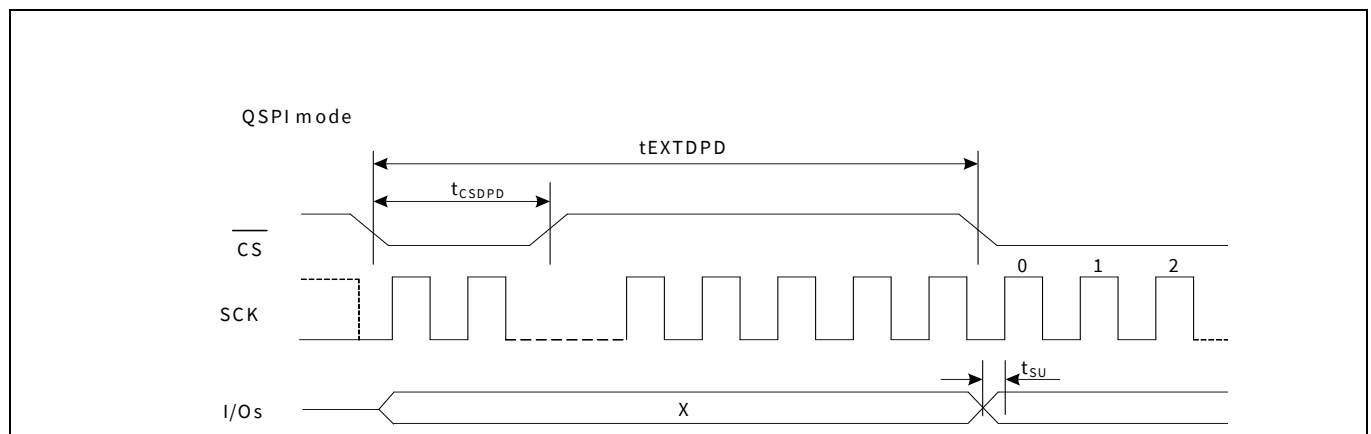 QSPI mode
tEXTDPD
tCSDPD
CS
0 1 2
SCK
tSU
I/Os X